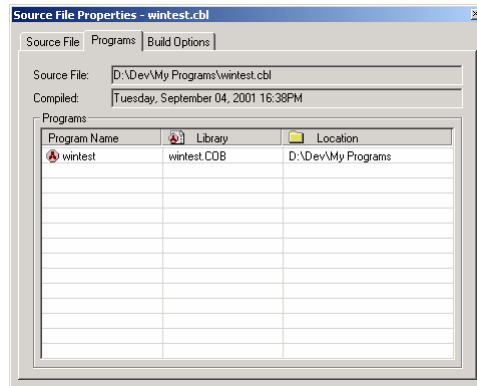 Source File Properties - wintest.cbl
Source File Programs Build Options
Source File: D:\Dev\My Programs\wintest.cbl
Compiled: Tuesday, September 04, 2001 16:38PM
Programs
Program Name Library Location
wintest wintest.COB D:\Dev\My Programs